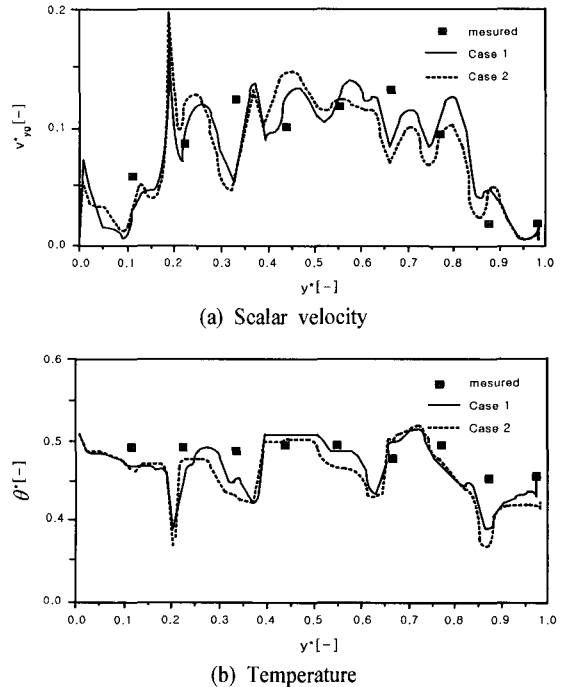 0.2
mesured
Case 1
Case 2
v*yg[-]
0.1
0.0
0.0 0.1 0.2 0.3 0.4 0.5 0.6 0.7 0.8 0.9 1.0
y*[-]
(a) Scalar velocity
0.6
mesured
Case 1
Case 2
0.5
θ*[-]
0.4
0.0
0.0 0.1 0.2 0.3 0.4 0.5 0.6 0.7 0.8 0.9 1.0
y*[-]
(b) Temperature